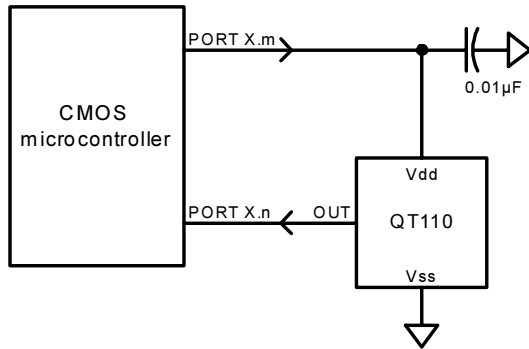 PORT X.m
CMOS
microcontroller
0.01µF
Vdd
PORT X.n
OUT
QT110
Vss